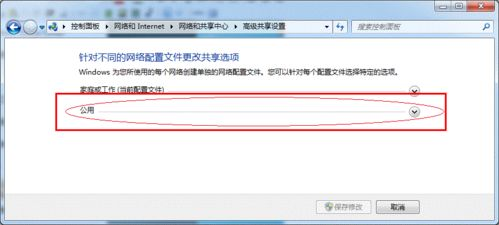 控制面板 ▸ 网络和 Internet ▸ 网络和共享中心 ▸ 高级共享设置
搜索控制面板
针对不同的网络配置文件更改共享选项
Windows 为您所使用的每个网络创建单独的网络配置文件。您可以针对每个配置文件选择特定的选项。
家庭或工作 (当前配置文件)
公用
保存修改
取消